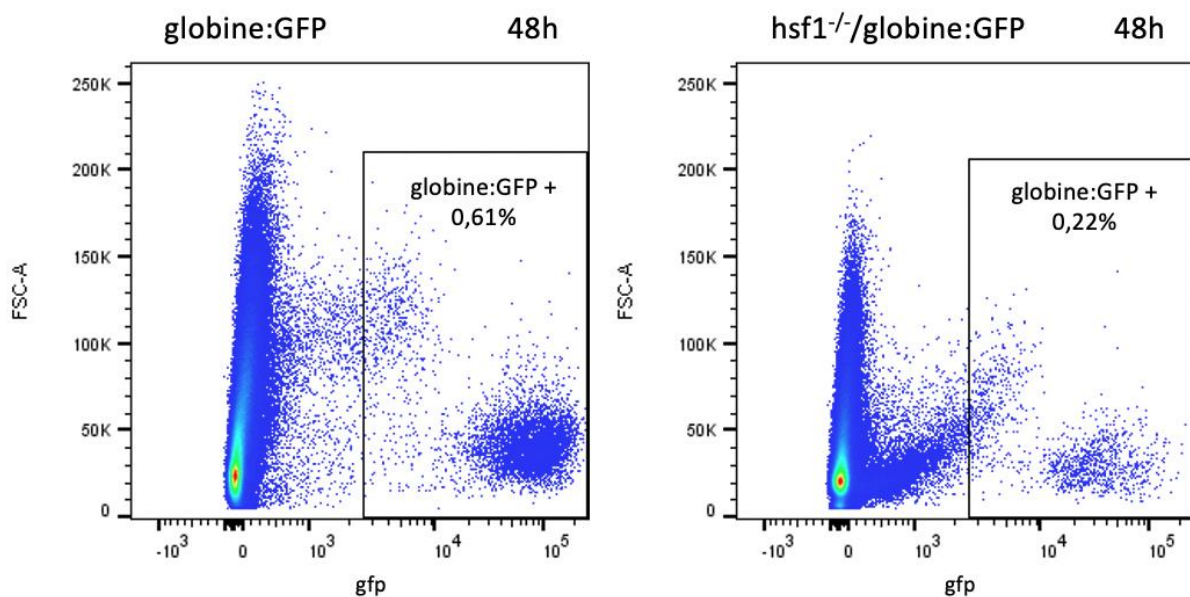 globine:GFP 48h
250K
200K
150K
100K
50K
0
FSC-A
globine:GFP +
0,61%
-10³ 0 10³ 10⁴ 10⁵
gfp
hsf1⁻/⁻/globine:GFP 48h
250K
200K
150K
100K
50K
0
FSC-A
globine:GFP +
0,22%
-10³ 0 10³ 10⁴ 10⁵
gfp